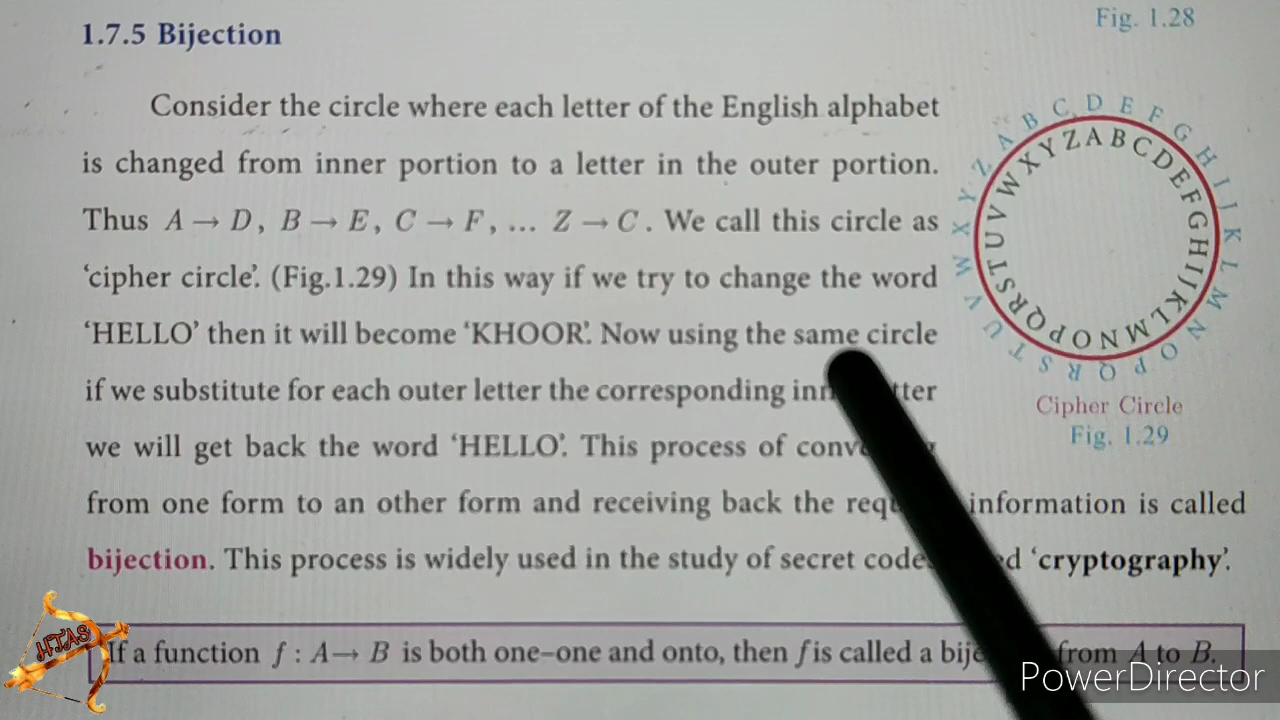 1.7.5 Bijection
Fig. 1.28
Consider the circle where each letter of the English alphabet
is changed from inner portion to a letter in the outer portion.
Thus A → D, B → E, C → F, ... Z → C. We call this circle as
‘cipher circle’. (Fig.1.29) In this way if we try to change the word
‘HELLO’ then it will become ‘KHOOR’. Now using the same circle
if we substitute for each outer letter the corresponding
we will get back the word ‘HELLO’. This process of
from one form to an other form and receiving back the information is called
bijection. This process is widely used in the study of secret ‘cryptography’.
A B C D E F G H I J K L M N O P Q R S T U V W X Y Z
A B C D E F G H I J K L M N O P Q R S T U V W X Y Z
Cipher Circle
Fig. 1.29
If a function f : A→ B is both one–one and onto, then f is called a from A to B.
HTAS
PowerDirector